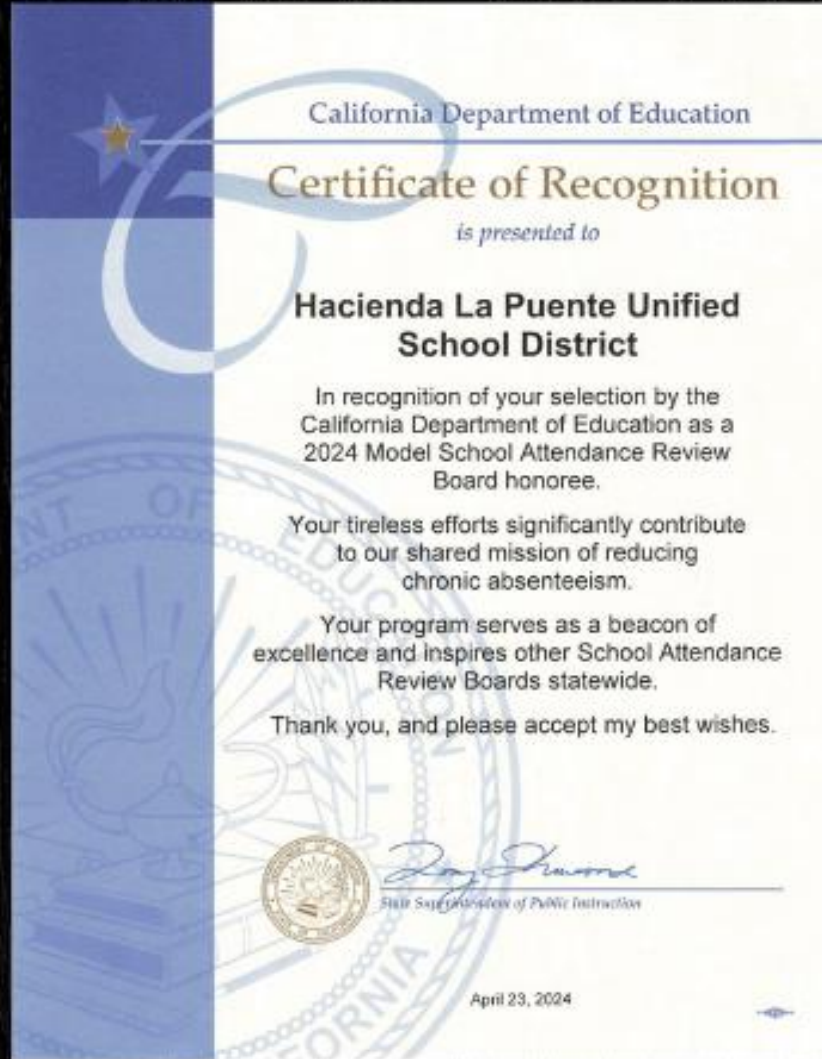 California Department of Education
Certificate of Recognition
is presented to
Hacienda La Puente Unified
School District
In recognition of your selection by the
California Department of Education as a
2024 Model School Attendance Review
Board honoree.
Your tireless efforts significantly contribute
to our shared mission of reducing
chronic absenteeism.
Your program serves as a beacon of
excellence and inspires other School Attendance
Review Boards statewide.
Thank you, and please accept my best wishes.
State Superintendent of Public Instruction
April 23, 2024
NT OF EDUCATION
ORNIA